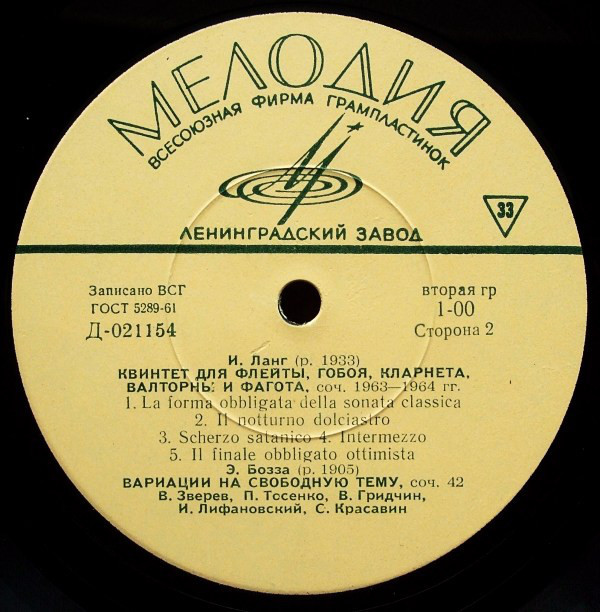 МЕЛОДИЯ
ВСЕСОЮЗНАЯ ФИРМА ГРАМПЛАСТИНОК
ЛЕНИНГРАДСКИЙ ЗАВОД
33
Записано ВСГ
ГОСТ 5289-61
Д-021154
вторая гр
1-00
Сторона 2
И. Ланг (р. 1933)
КВИНТЕТ ДЛЯ ФЛЕЙТЫ, ГОБОЯ, КЛАРНЕТА,
ВАЛТОРНЫ И ФАГОТА, соч. 1963—1964 гг.
1. La forma obbligata della sonata classica
2. Il notturno dolciastro
3. Scherzo satanico 4. Intermezzo
5. Il finale obbligato ottimista
Э. Бозза (р. 1905)
ВАРИАЦИИ НА СВОБОДНУЮ ТЕМУ, соч. 42
В. Зверев, П. Тосенко, В. Гридчин,
И. Лифановский, С. Красавин